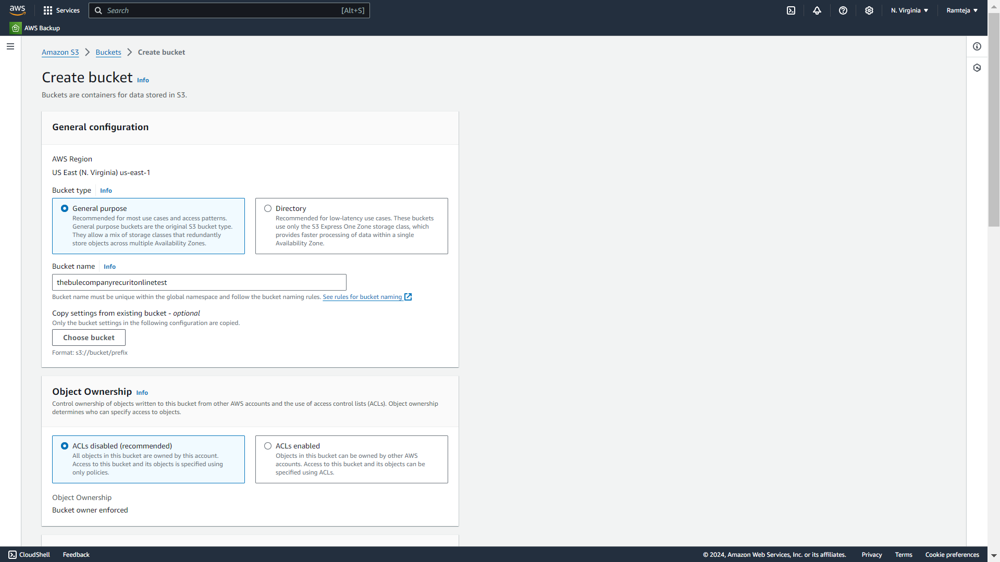 aws
Services
Search
[Alt+S]
N. Virginia
Ramteja
AWS Backup
Amazon S3
Buckets
Create bucket
Create bucket
Info
Buckets are containers for data stored in S3.
General configuration
AWS Region
US East (N. Virginia) us-east-1
Bucket type
Info
General purpose
Recommended for most use cases and access patterns.
General purpose buckets are the original S3 bucket type.
They allow a mix of storage classes that redundantly
store objects across multiple Availability Zones.
Directory
Recommended for low-latency use cases. These buckets
use only the S3 Express One Zone storage class, which
provides faster processing of data within a single
Availability Zone.
Bucket name
Info
thebulecompanyrecuritonlinetest
Bucket name must be unique within the global namespace and follow the bucket naming rules. See rules for bucket naming
Copy settings from existing bucket - optional
Only the bucket settings in the following configuration are copied.
Choose bucket
Format: s3://bucket/prefix
Object Ownership
Info
Control ownership of objects written to this bucket from other AWS accounts and the use of access control lists (ACLs). Object ownership
determines who can specify access to objects.
ACLs disabled (recommended)
All objects in this bucket are owned by this account.
Access to this bucket and its objects is specified using
only policies.
ACLs enabled
Objects in this bucket can be owned by other AWS
accounts. Access to this bucket and its objects can be
specified using ACLs.
Object Ownership
Bucket owner enforced
CloudShell
Feedback
© 2024, Amazon Web Services, Inc. or its affiliates.
Privacy
Terms
Cookie preferences